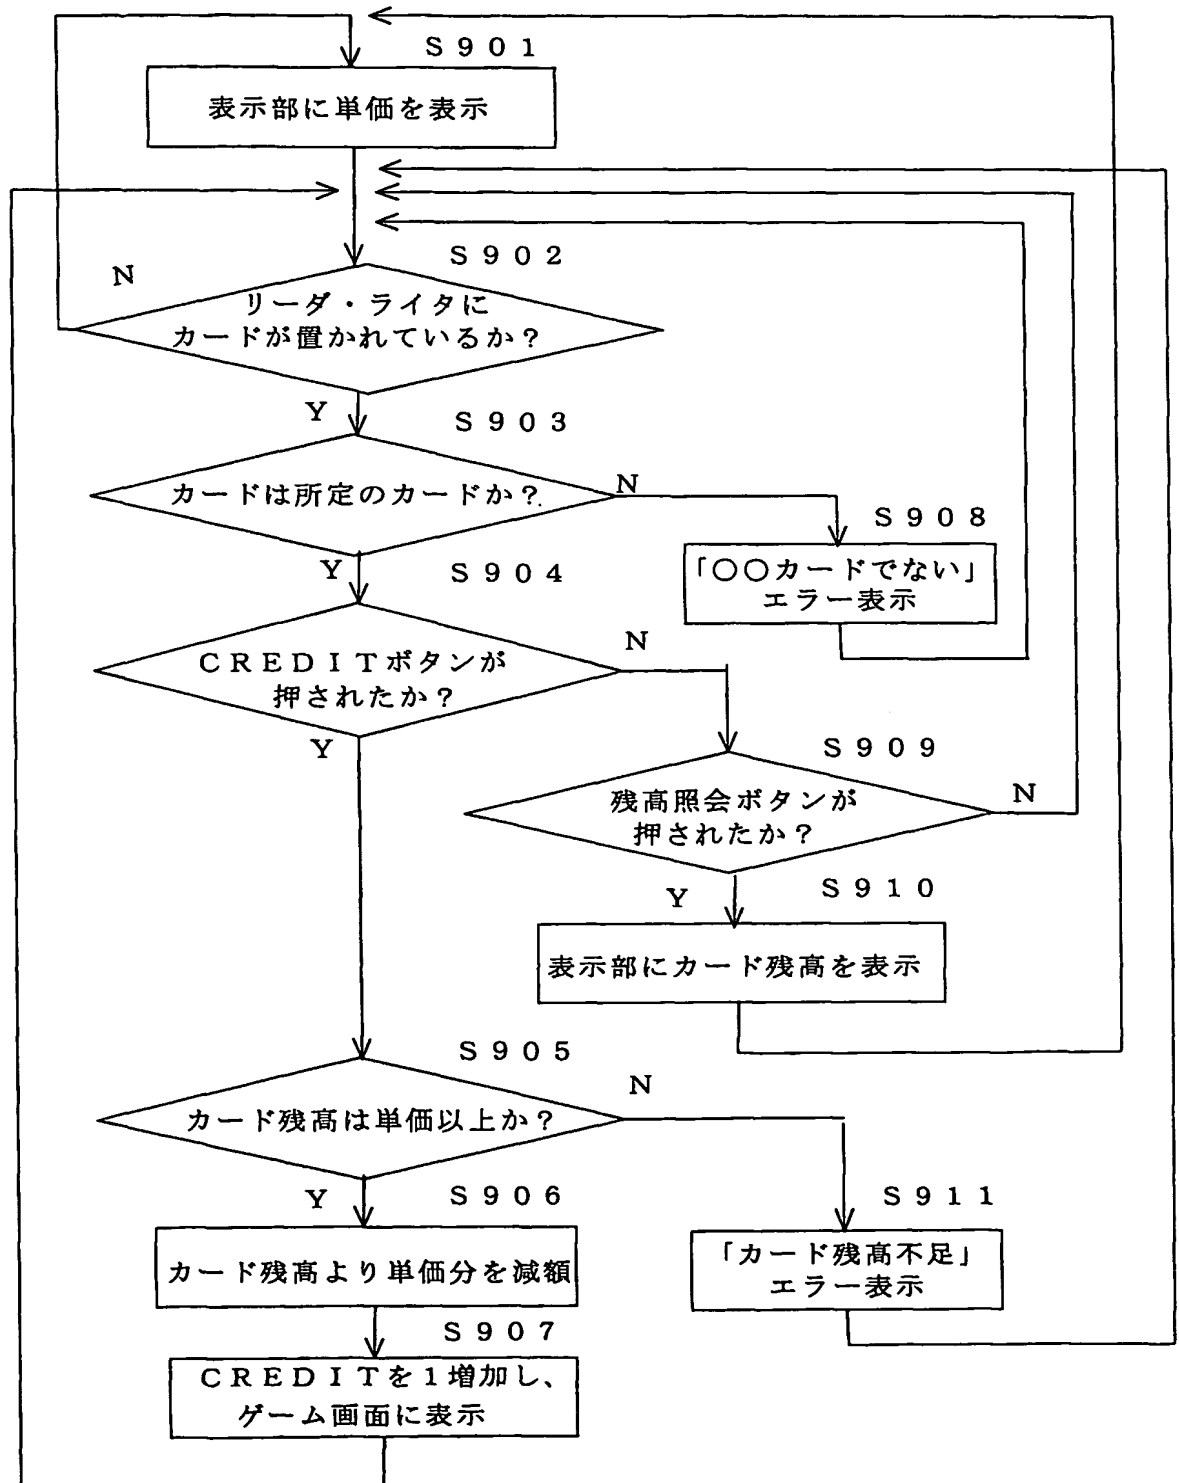 S901
表示部に単価を表示
S902
N
リーダ・ライタに
カードが置かれているか？
Y
S903
カードは所定のカードか？
N
S908
「〇〇カードでない」
エラー表示
Y
S904
CREDITボタンが
押されたか？
N
Y
S909
残高照会ボタンが
押されたか？
N
Y
S910
表示部にカード残高を表示
S905
カード残高は単価以上か？
N
Y
S906
カード残高より単価分を減額
S911
「カード残高不足」
エラー表示
S907
CREDITを1増加し、
ゲーム画面に表示